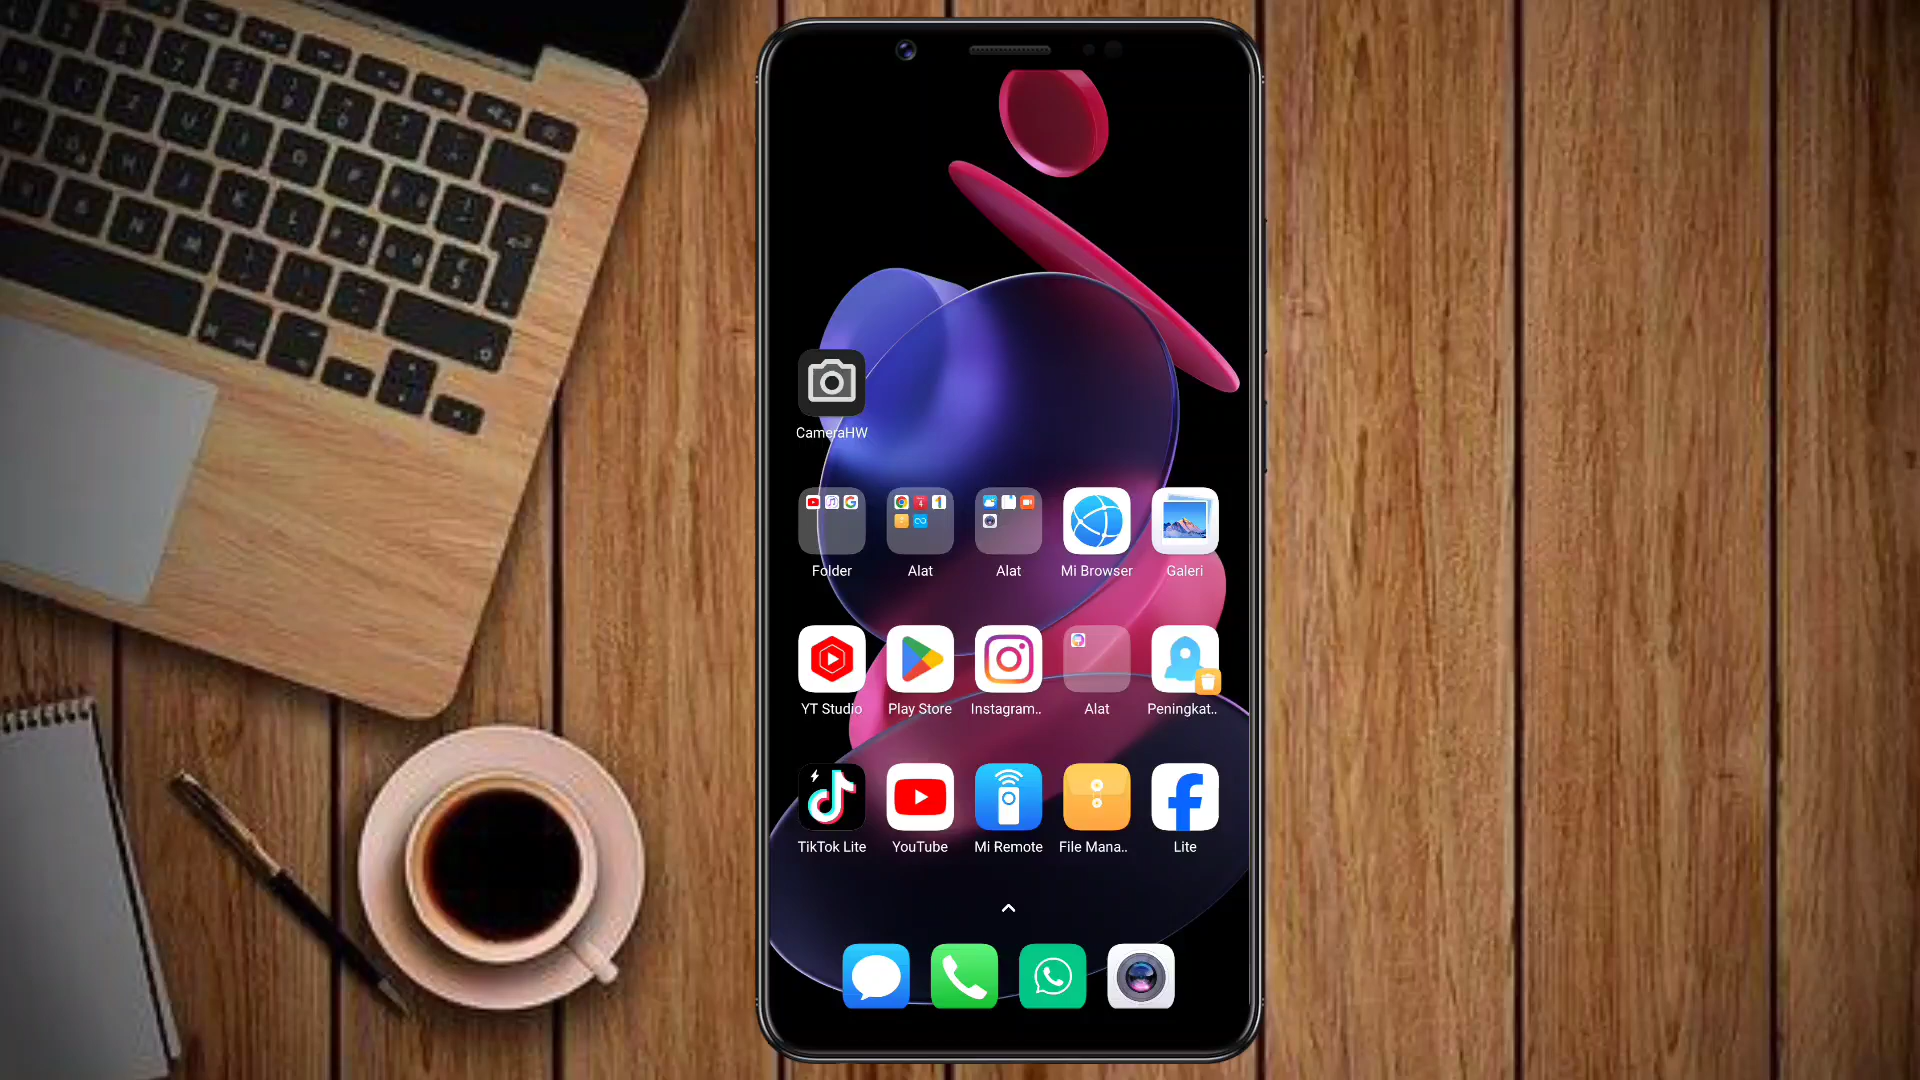 CameraHW
Folder
Alat
Alat
Mi Browser
Galeri
YT Studio
Play Store
Instagram..
Alat
Peningkat..
TikTok Lite
YouTube
Mi Remote
File Mana..
Lite